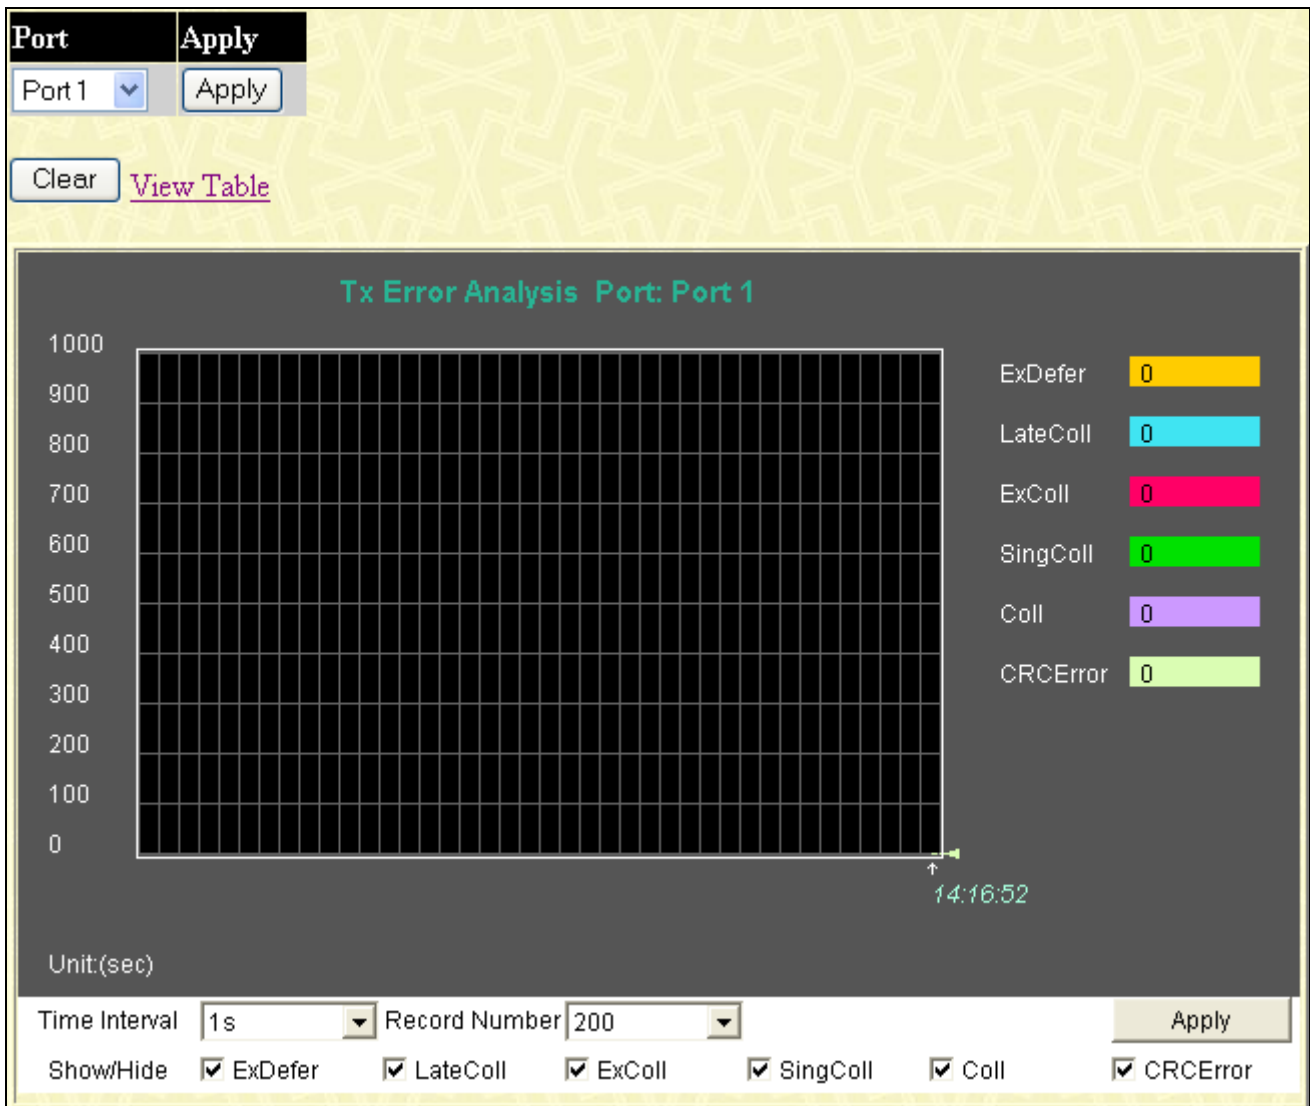 Port Apply
Port 1 Apply
Clear View Table
Tx Error Analysis Port: Port 1
1000
900
800
700
600
500
400
300
200
100
0
ExDefer 0
LateColl 0
ExColl 0
SingColl 0
Coll 0
CRCError 0
14:16:52
Unit:(sec)
Time Interval 1s Record Number 200 Apply
Show/Hide ExDefer LateColl ExColl SingColl Coll CRCError